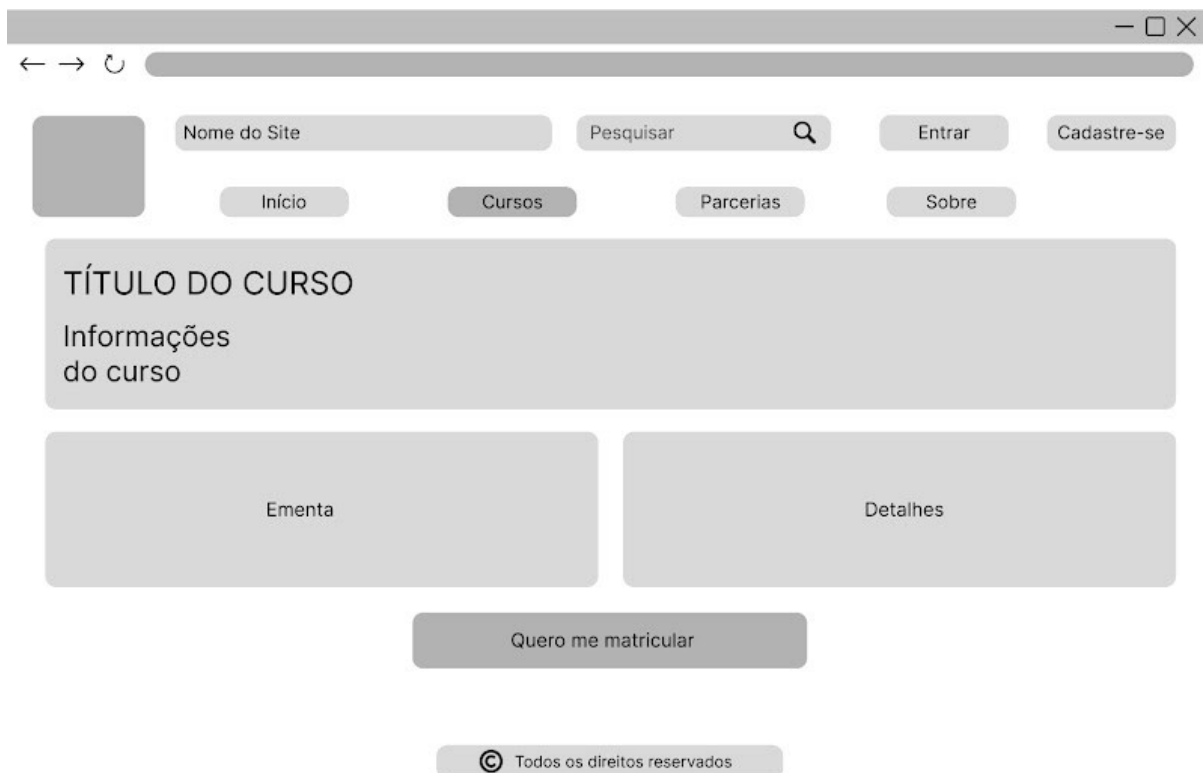 Nome do Site
Pesquisar
Entrar
Cadastre-se
Início
Cursos
Parcerias
Sobre
TÍTULO DO CURSO
Informações
do curso
Ementa
Detalhes
Quero me matricular
© Todos os direitos reservados